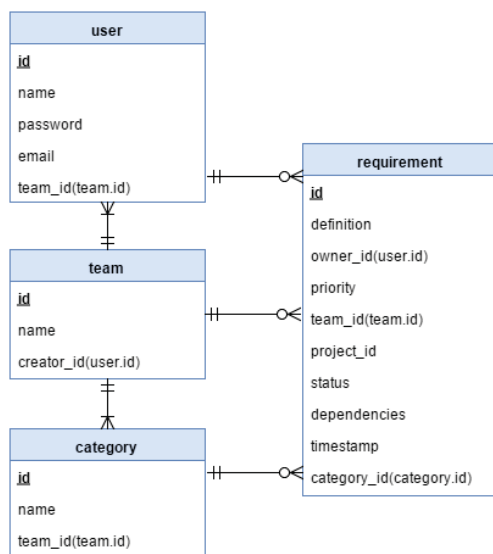 user
id
name
password
email
team_id(team.id)
team
id
name
creator_id(user.id)
category
id
name
team_id(team.id)
requirement
id
definition
owner_id(user.id)
priority
team_id(team.id)
project_id
status
dependencies
timestamp
category_id(category.id)